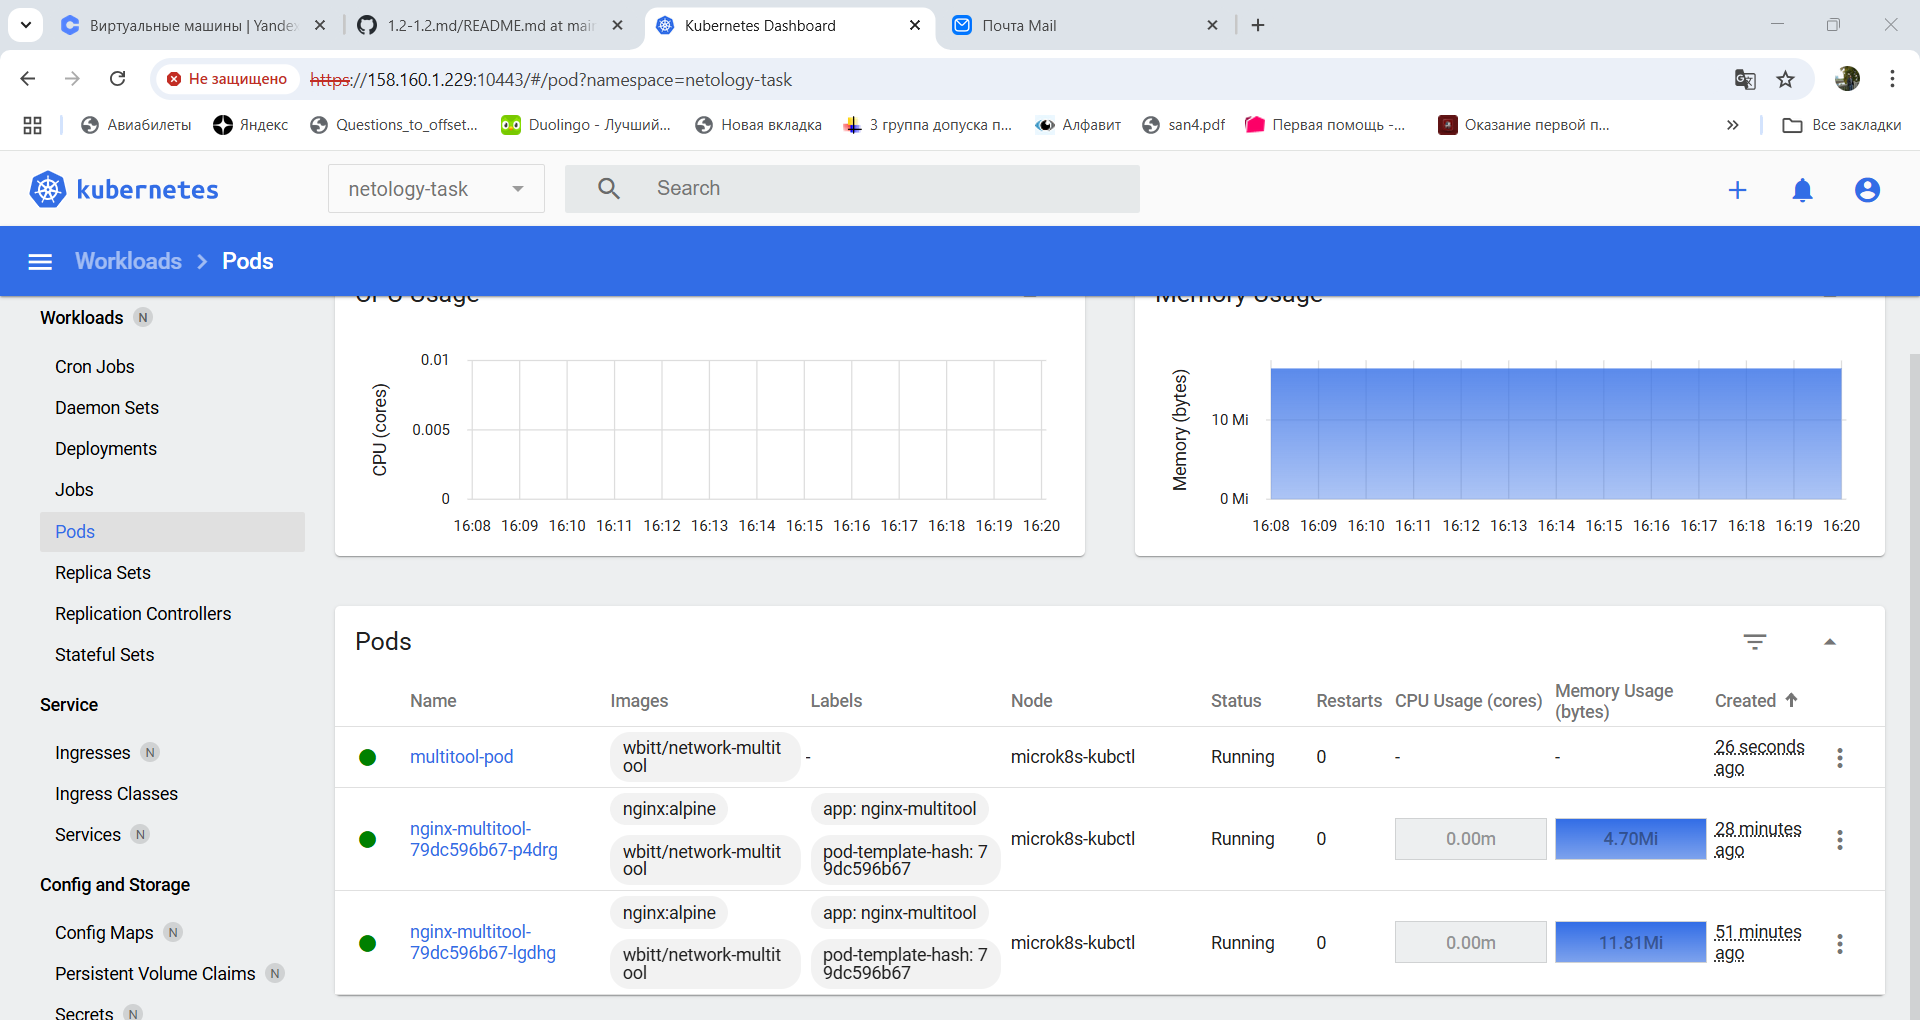 Виртуальные машины | Yandex
1.2-1.2.md/README.md at main
Kubernetes Dashboard
Почта Mail
Не защищено
https://158.160.1.229:10443/#/pod?namespace=netology-task
Авиабилеты
Яндекс
Questions_to_offset...
Duolingo - Лучший...
Новая вкладка
3 группа допуска п...
Алфавит
san4.pdf
Первая помощь -...
Оказание первой п...
»
Все закладки
kubernetes
netology-task
Search
Workloads > Pods
Workloads N
Cron Jobs
Daemon Sets
Deployments
Jobs
Pods
Replica Sets
Replication Controllers
Stateful Sets
Service
Ingresses N
Ingress Classes
Services N
Config and Storage
Config Maps N
Persistent Volume Claims N
Secrets N
CPU Usage
CPU (cores)
0.01
0.005
0
16:08 16:09 16:10 16:11 16:12 16:13 16:14 16:15 16:16 16:17 16:18 16:19 16:20
Memory Usage
Memory (bytes)
10 Mi
0 Mi
16:08 16:09 16:10 16:11 16:12 16:13 16:14 16:15 16:16 16:17 16:18 16:19 16:20
Pods
Name Images Labels Node Status Restarts CPU Usage (cores) Memory Usage
(bytes)
Created
multitool-pod
wbitt/network-multit
ool
-
microk8s-kubctl
Running
0
-
-
26 seconds
ago
nginx-multitool-
79dc596b67-p4drg
nginx:alpine
wbitt/network-multit
ool
app: nginx-multitool
pod-template-hash: 7
9dc596b67
microk8s-kubctl
Running
0
0.00m
4.70Mi
28 minutes
ago
nginx-multitool-
79dc596b67-lgdhg
nginx:alpine
wbitt/network-multit
ool
app: nginx-multitool
pod-template-hash: 7
9dc596b67
microk8s-kubctl
Running
0
0.00m
11.81Mi
51 minutes
ago